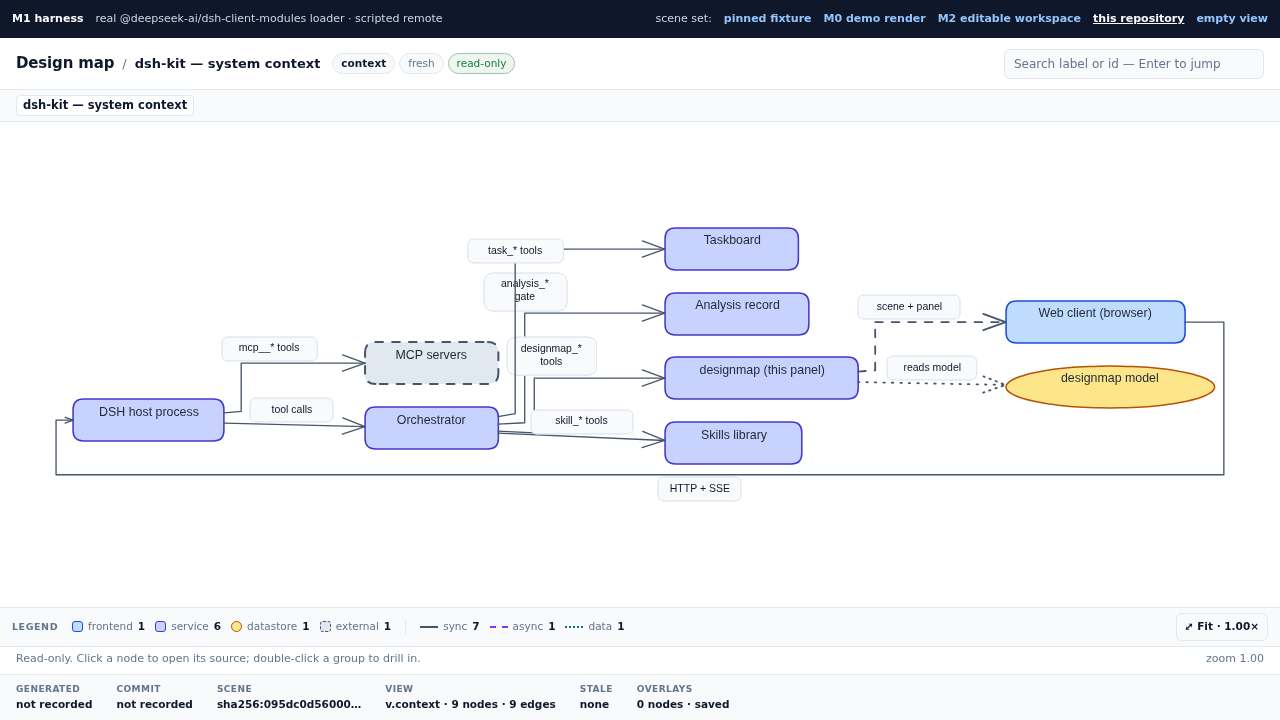 M1 harness real @deepseek-ai/dsh-client-modules loader · scripted remote scene set: pinned fixture M0 demo render M2 editable workspace this repository empty view
Design map / dsh-kit — system context context fresh read-only Search label or id — Enter to jump
dsh-kit — system context
Taskboard
task_* tools
analysis_*
gate
Analysis record
scene + panel
Web client (browser)
mcp__* tools
MCP servers
designmap_*
tools
designmap (this panel)
reads model
designmap model
DSH host process
tool calls
Orchestrator
skill_* tools
Skills library
HTTP + SSE
LEGEND frontend 1 service 6 datastore 1 external 1 sync 7 async 1 data 1 ⤢ Fit · 1.00×
Read-only. Click a node to open its source; double-click a group to drill in. zoom 1.00
GENERATED COMMIT SCENE VIEW STALE OVERLAYS
not recorded not recorded sha256:095dc0d56000… v.context · 9 nodes · 9 edges none 0 nodes · saved